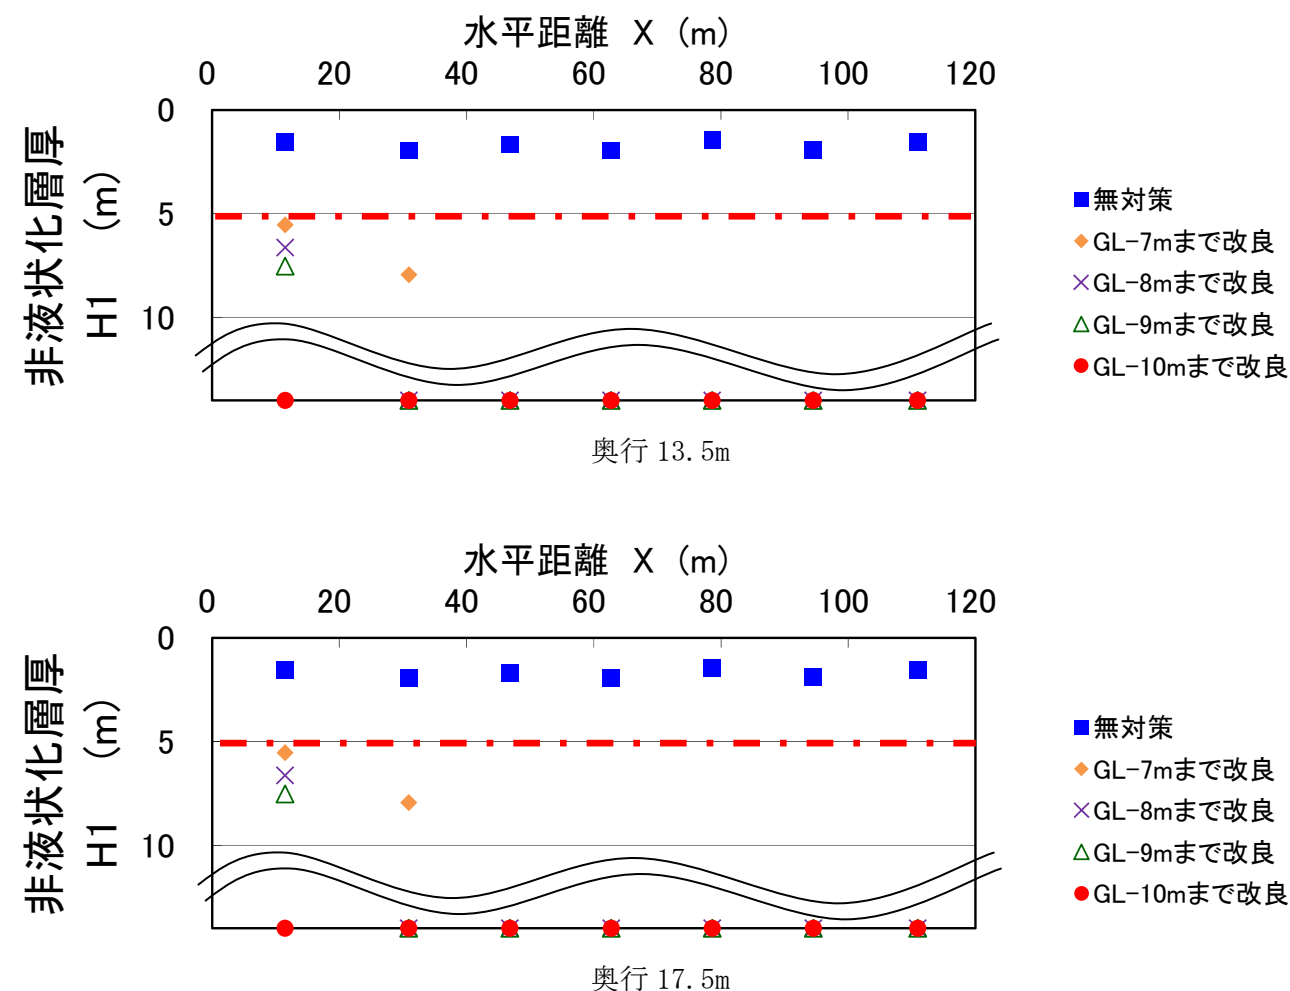 水平距離 X (m)
0 20 40 60 80 100 120
0
5
10
非液状化層厚
H1 (m)
無対策
GL-7mまで改良
GL-8mまで改良
GL-9mまで改良
GL-10mまで改良
奥行 13.5m
水平距離 X (m)
0 20 40 60 80 100 120
0
5
10
非液状化層厚
H1 (m)
無対策
GL-7mまで改良
GL-8mまで改良
GL-9mまで改良
GL-10mまで改良
奥行 17.5m